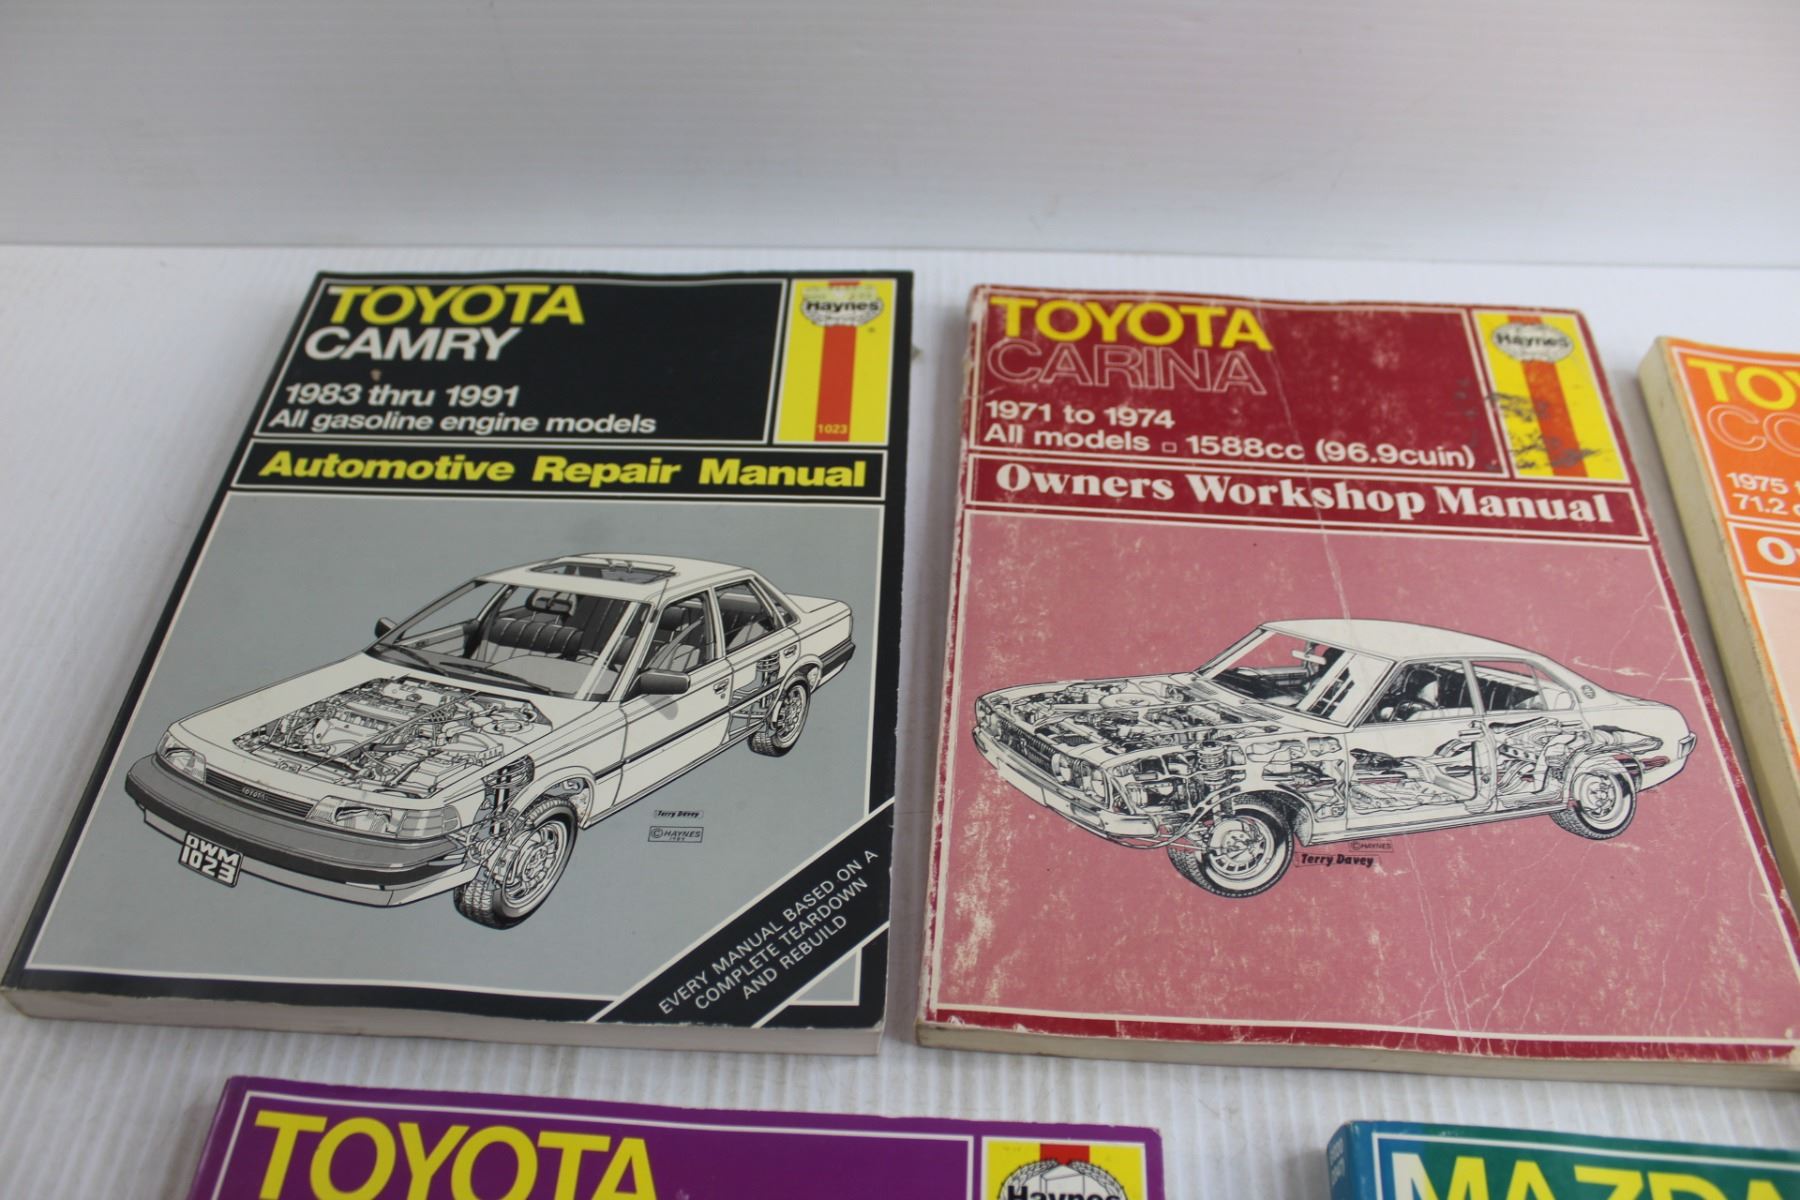 TOYOTA
CAMRY
1983 thru 1991
All gasoline engine models
Haynes
1023
Automotive Repair Manual
TOYOTA
OWM
1023
Terry Davey
© HAYNES
EVERY MANUAL BASED ON A
COMPLETE TEARDOWN
AND REBUILD
TOYOTA
CARINA
1971 to 1974
All models □ 1588cc (96.9cuin)
Haynes
Owners Workshop Manual
© HAYNES
Terry Davey
1975
71.2
TOYOTA
Haynes
MAZDA